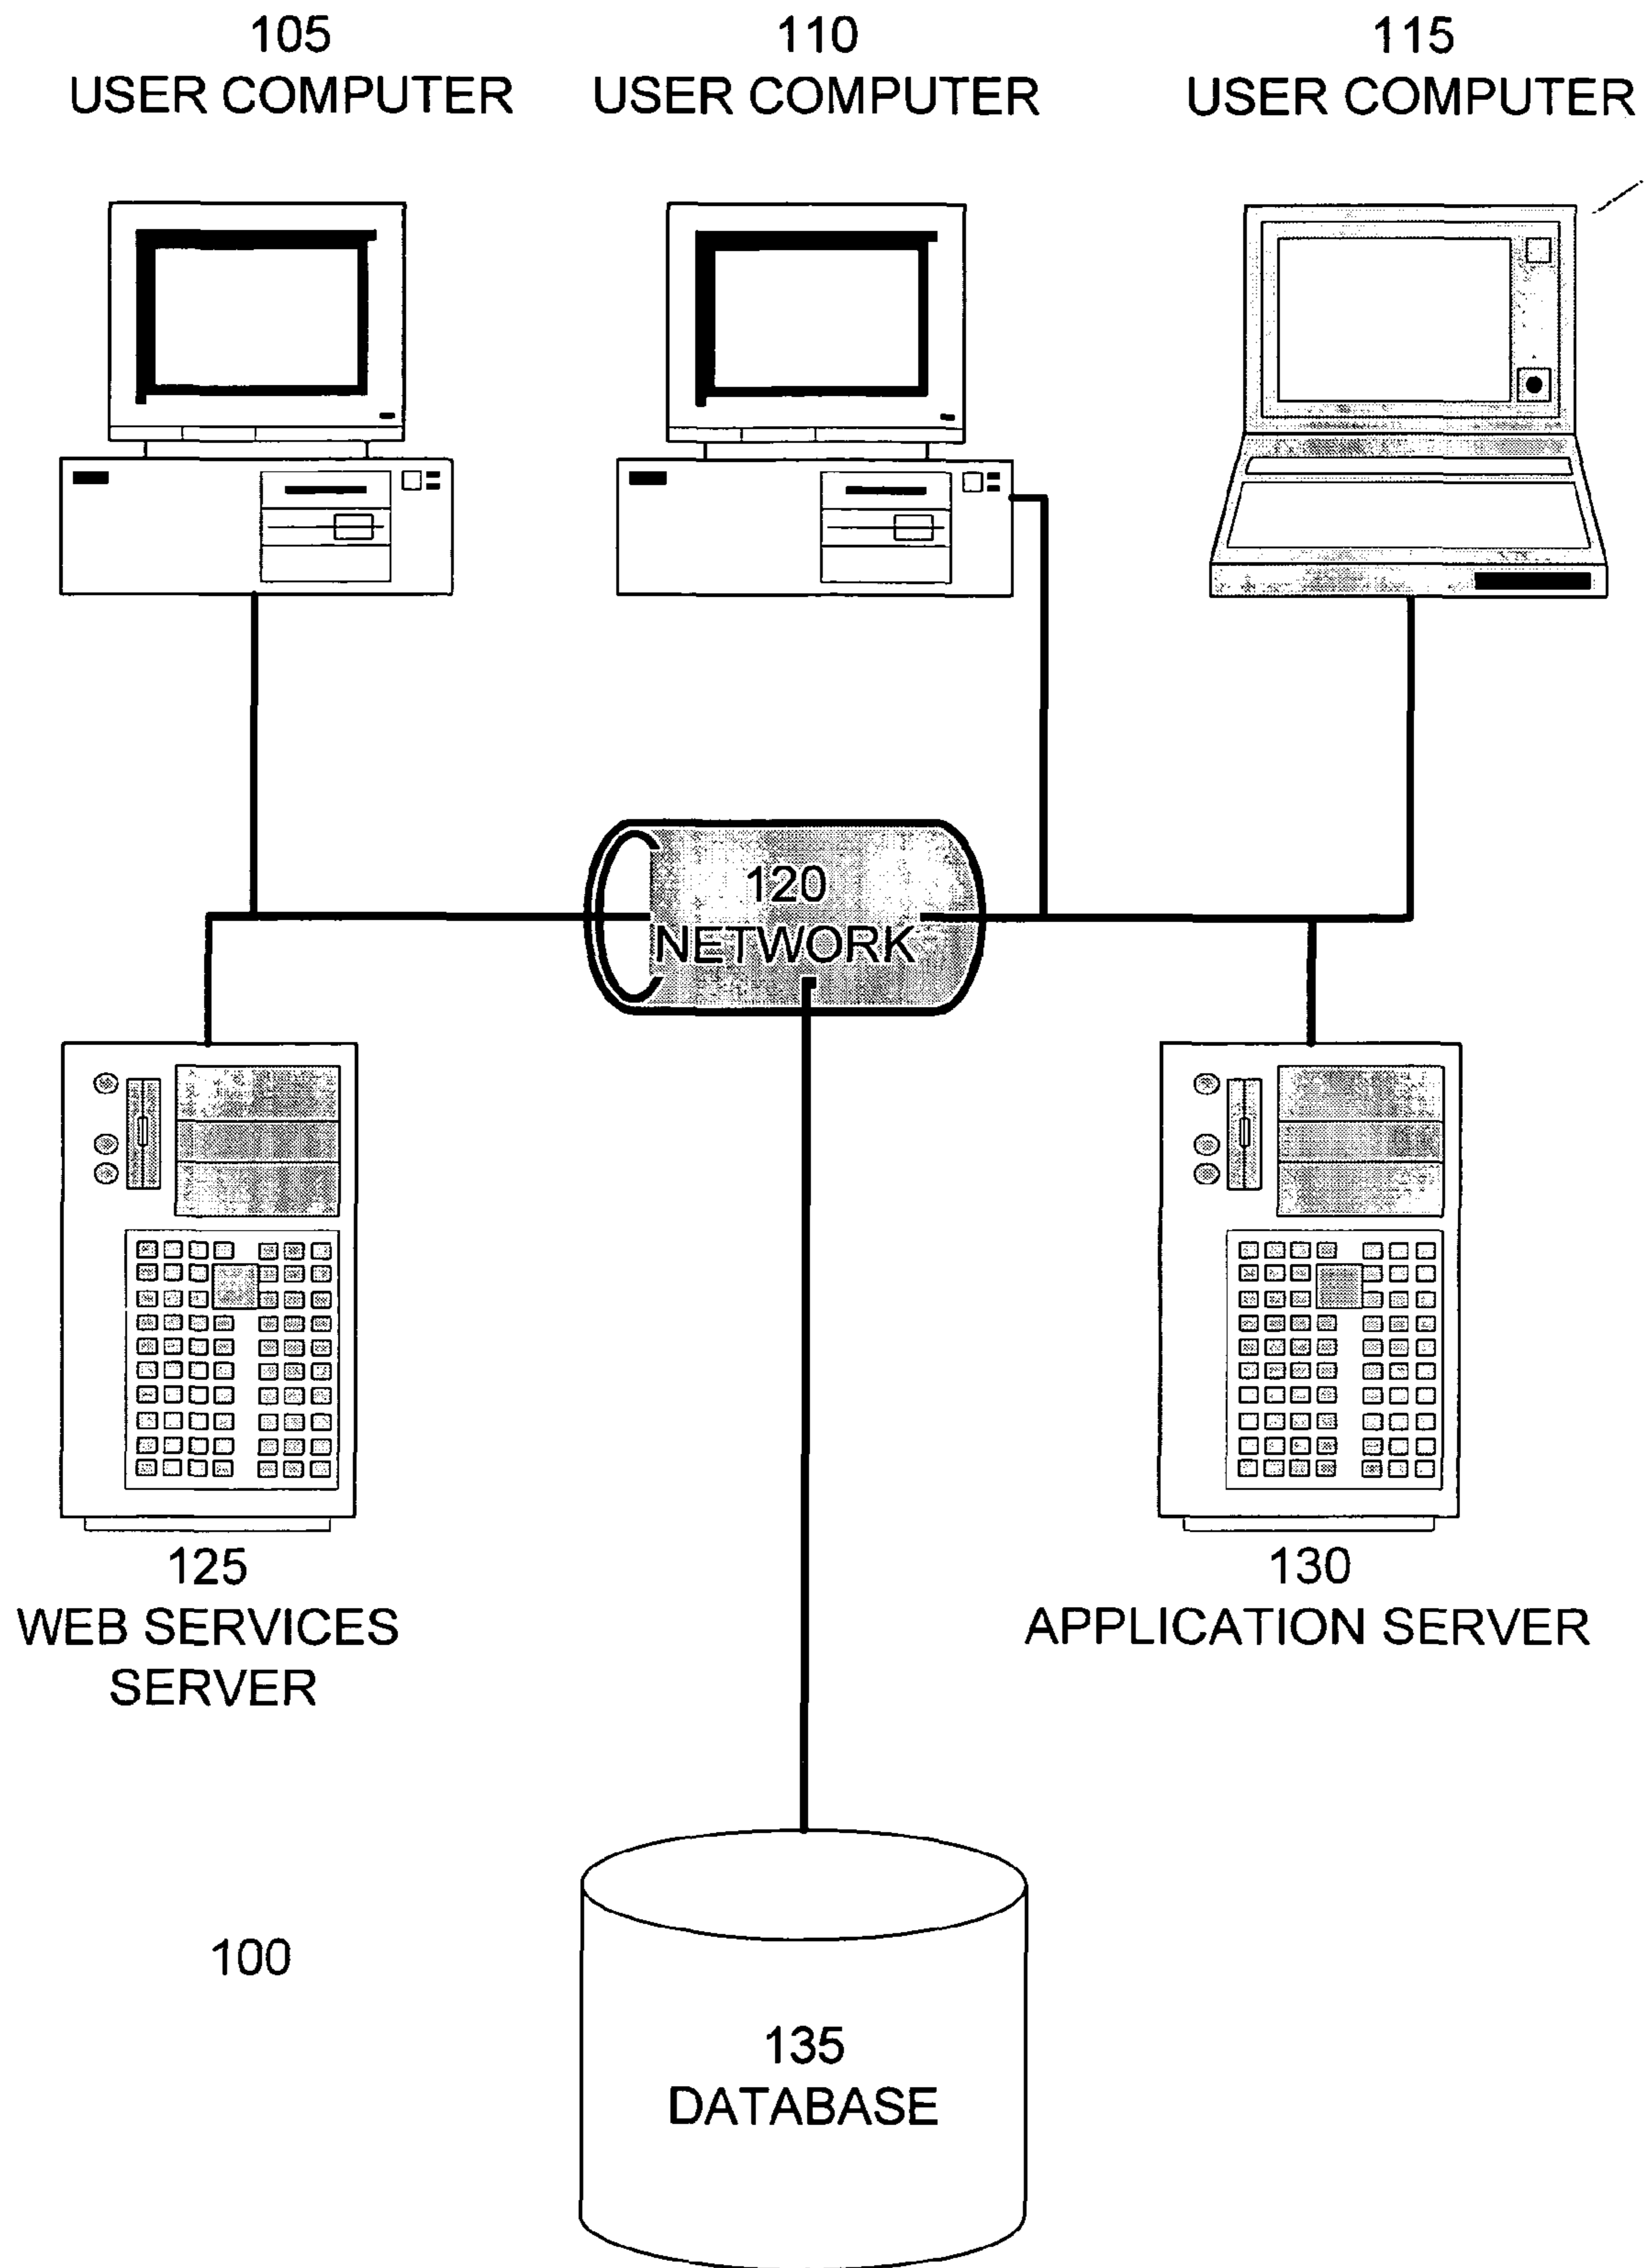 105
USER COMPUTER
110
USER COMPUTER
115
USER COMPUTER
120
NETWORK
125
WEB SERVICES
SERVER
130
APPLICATION SERVER
100
135
DATABASE